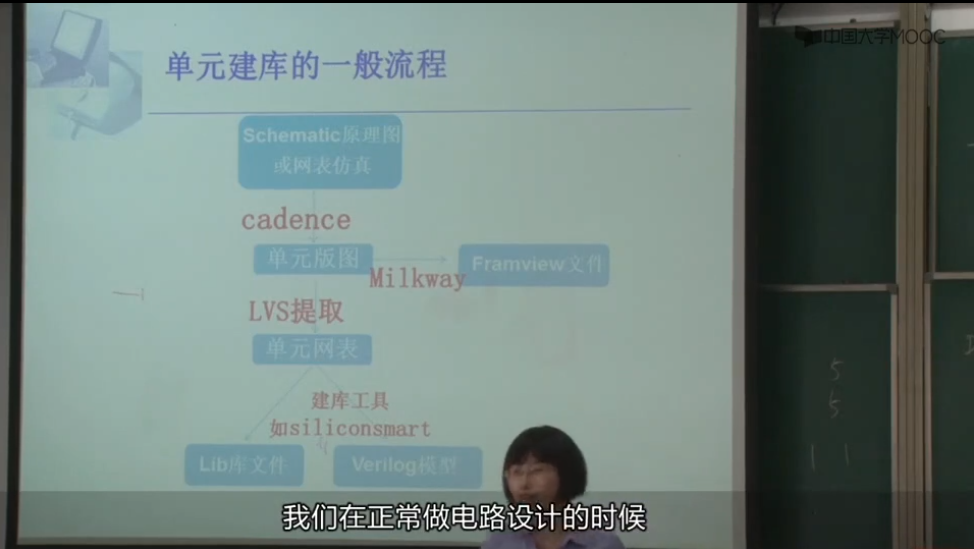 中国大学MOOC
单元建库的一般流程
Schematic原理图
或网表仿真
cadence
单元版图
Milkway
Framview文件
LVS提取
单元网表
建库工具
如siliconsmart
Lib库文件
Verilog模型
5
5
我们在正常做电路设计的时候